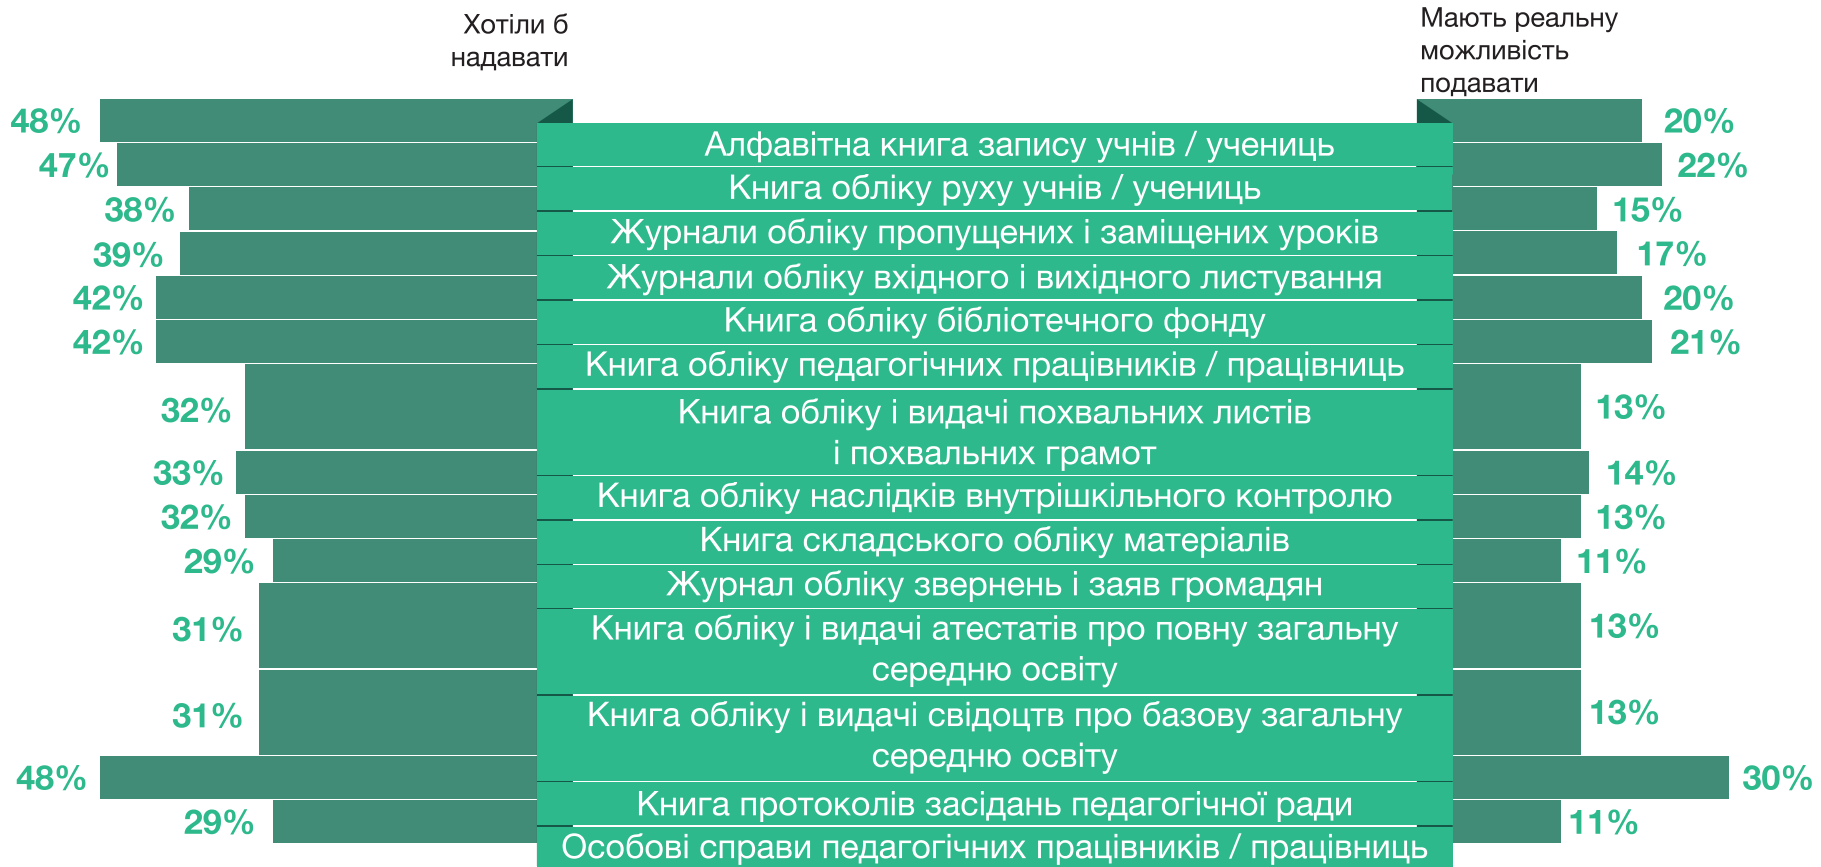 Хотіли б
надавати
Мають реальну
можливість
подавати
48%
Алфавітна книга запису учнів / учениць
20%
47%
Книга обліку руху учнів / учениць
22%
38%
Журнали обліку пропущених і заміщених уроків
15%
39%
Журнали обліку вхідного і вихідного листування
17%
42%
Книга обліку бібліотечного фонду
20%
42%
Книга обліку педагогічних працівників / працівниць
21%
32%
Книга обліку і видачі похвальних листів
і похвальних грамот
13%
33%
Книга обліку наслідків внутрішкільного контролю
14%
32%
Книга складського обліку матеріалів
13%
29%
Журнал обліку звернень і заяв громадян
11%
31%
Книга обліку і видачі атестатів про повну загальну
середню освіту
13%
31%
Книга обліку і видачі свідоцтв про базову загальну
середню освіту
13%
48%
Книга протоколів засідань педагогічної ради
30%
29%
Особові справи педагогічних працівників / працівниць
11%